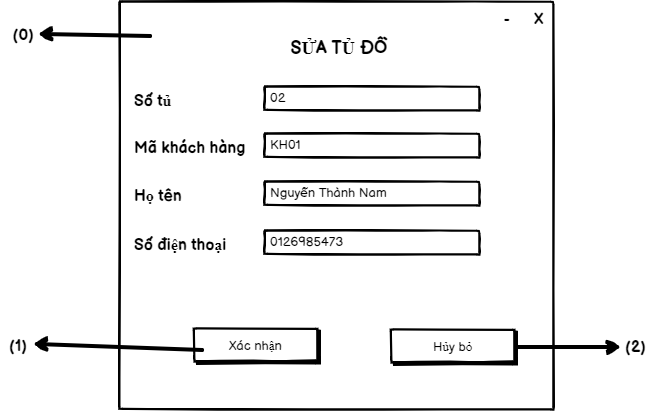 - X
(0)
SỬA TỦ ĐỒ
Số tủ 02
Mã khách hàng KH01
Họ tên Nguyễn Thành Nam
Số điện thoại 0126985473
(1) Xác nhận Hủy bỏ (2)